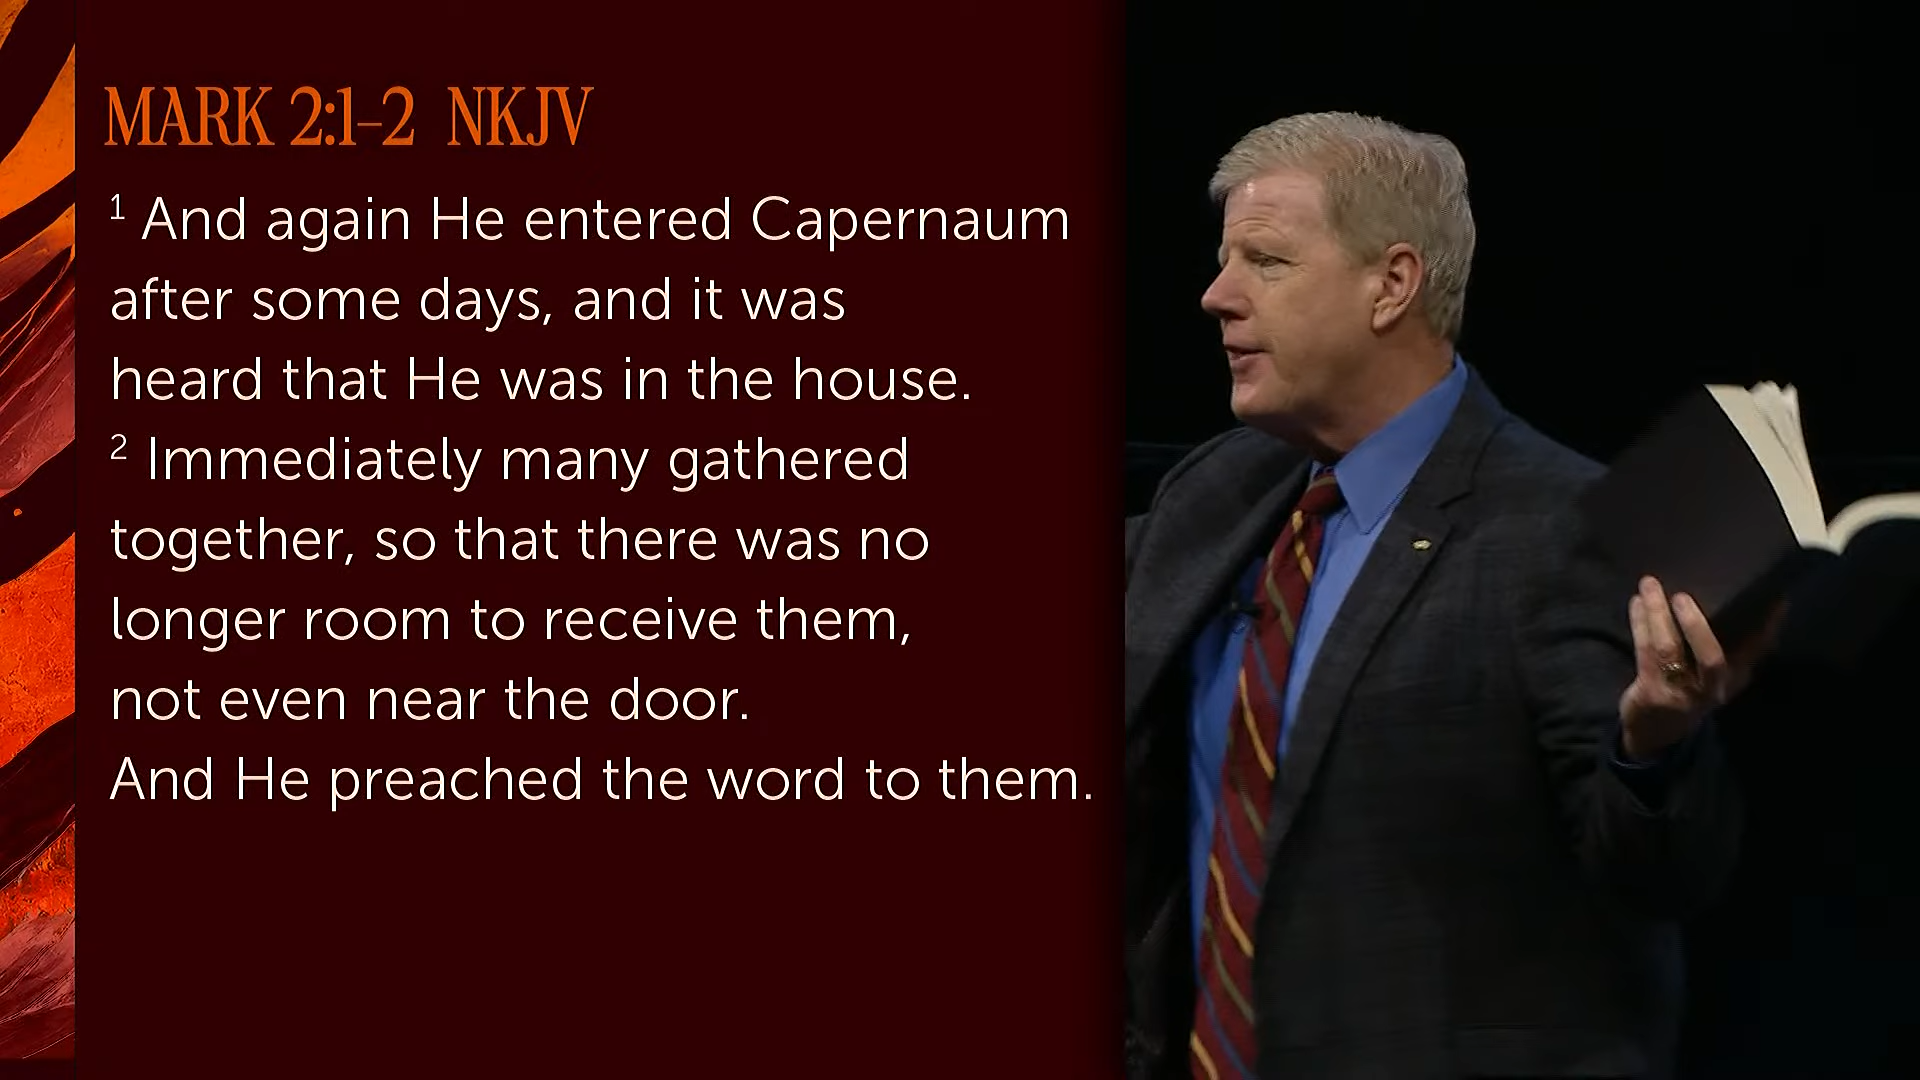 MARK 2:1–2 NKJV
1 And again He entered Capernaum
after some days, and it was
heard that He was in the house.
2 Immediately many gathered
together, so that there was no
longer room to receive them,
not even near the door.
And He preached the word to them.